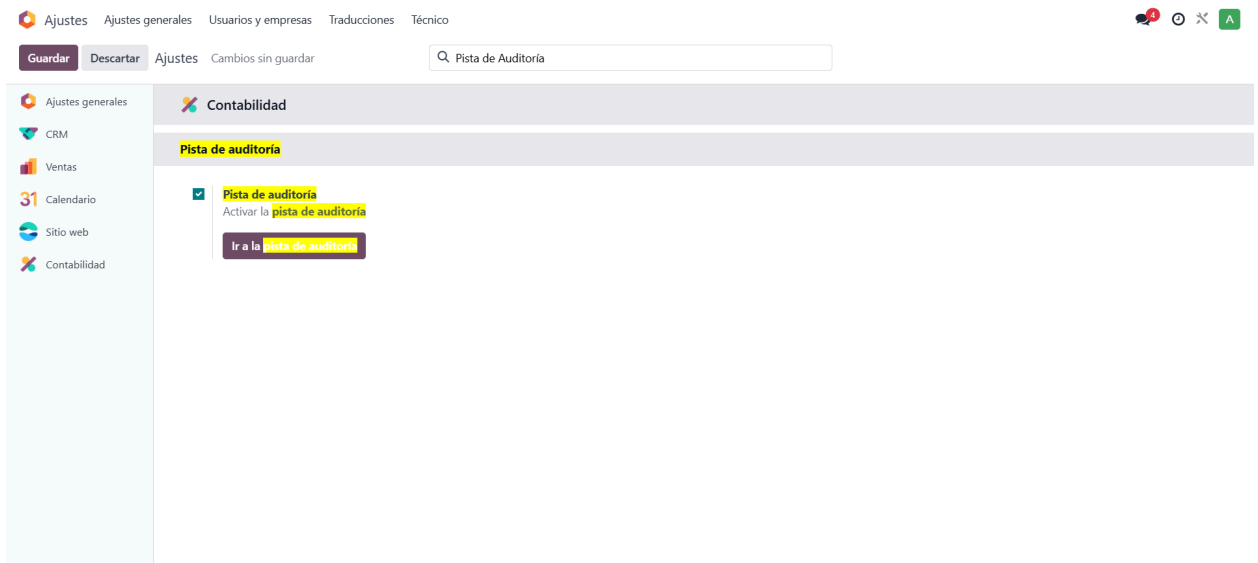 Ajustes Ajustes generales Usuarios y empresas Traducciones Técnico 4 A
Guardar Descartar Ajustes Cambios sin guardar Pista de Auditoría
Ajustes generales
CRM
Ventas
31 Calendario
Sitio web
Contabilidad
Contabilidad
Pista de auditoría
Pista de auditoría
Activar la pista de auditoría
Ir a la pista de auditoría